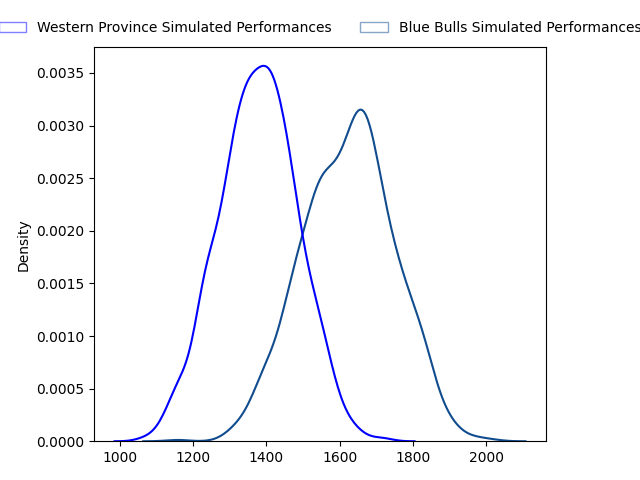 Western Province Simulated Performances
Blue Bulls Simulated Performances
0.0035
0.0030
0.0025
0.0020
0.0015
0.0010
0.0005
0.0000
Density
1000 1200 1400 1600 1800 2000